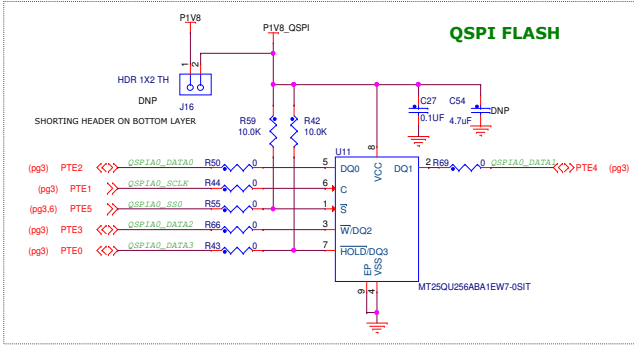 P1V8
P1V8_QSPI
QSPI FLASH
1
2
HDR 1X2 TH
DNP
J16
SHORTING HEADER ON BOTTOM LAYER
R59
10.0K
R42
10.0K
C27
0.1UF
C54
4.7uF
DNP
U11
8
VCC
(pg3) PTE2 QSPIA0_DATA0 R50 0 5 DQ0
DQ1 2 R69 0 QSPIA0_DATA1 PTE4 (pg3)
(pg3) PTE1 QSPIA0_SCLK R44 0 6 C
(pg3,6) PTE5 QSPIA0_SS0 R55 0 1 S
(pg3) PTE3 QSPIA0_DATA2 R66 0 3 W/DQ2
(pg3) PTE0 QSPIA0_DATA3 R43 0 7 HOLD/DQ3
EP
VSS
9
4
MT25QU256ABA1EW7-0SIT